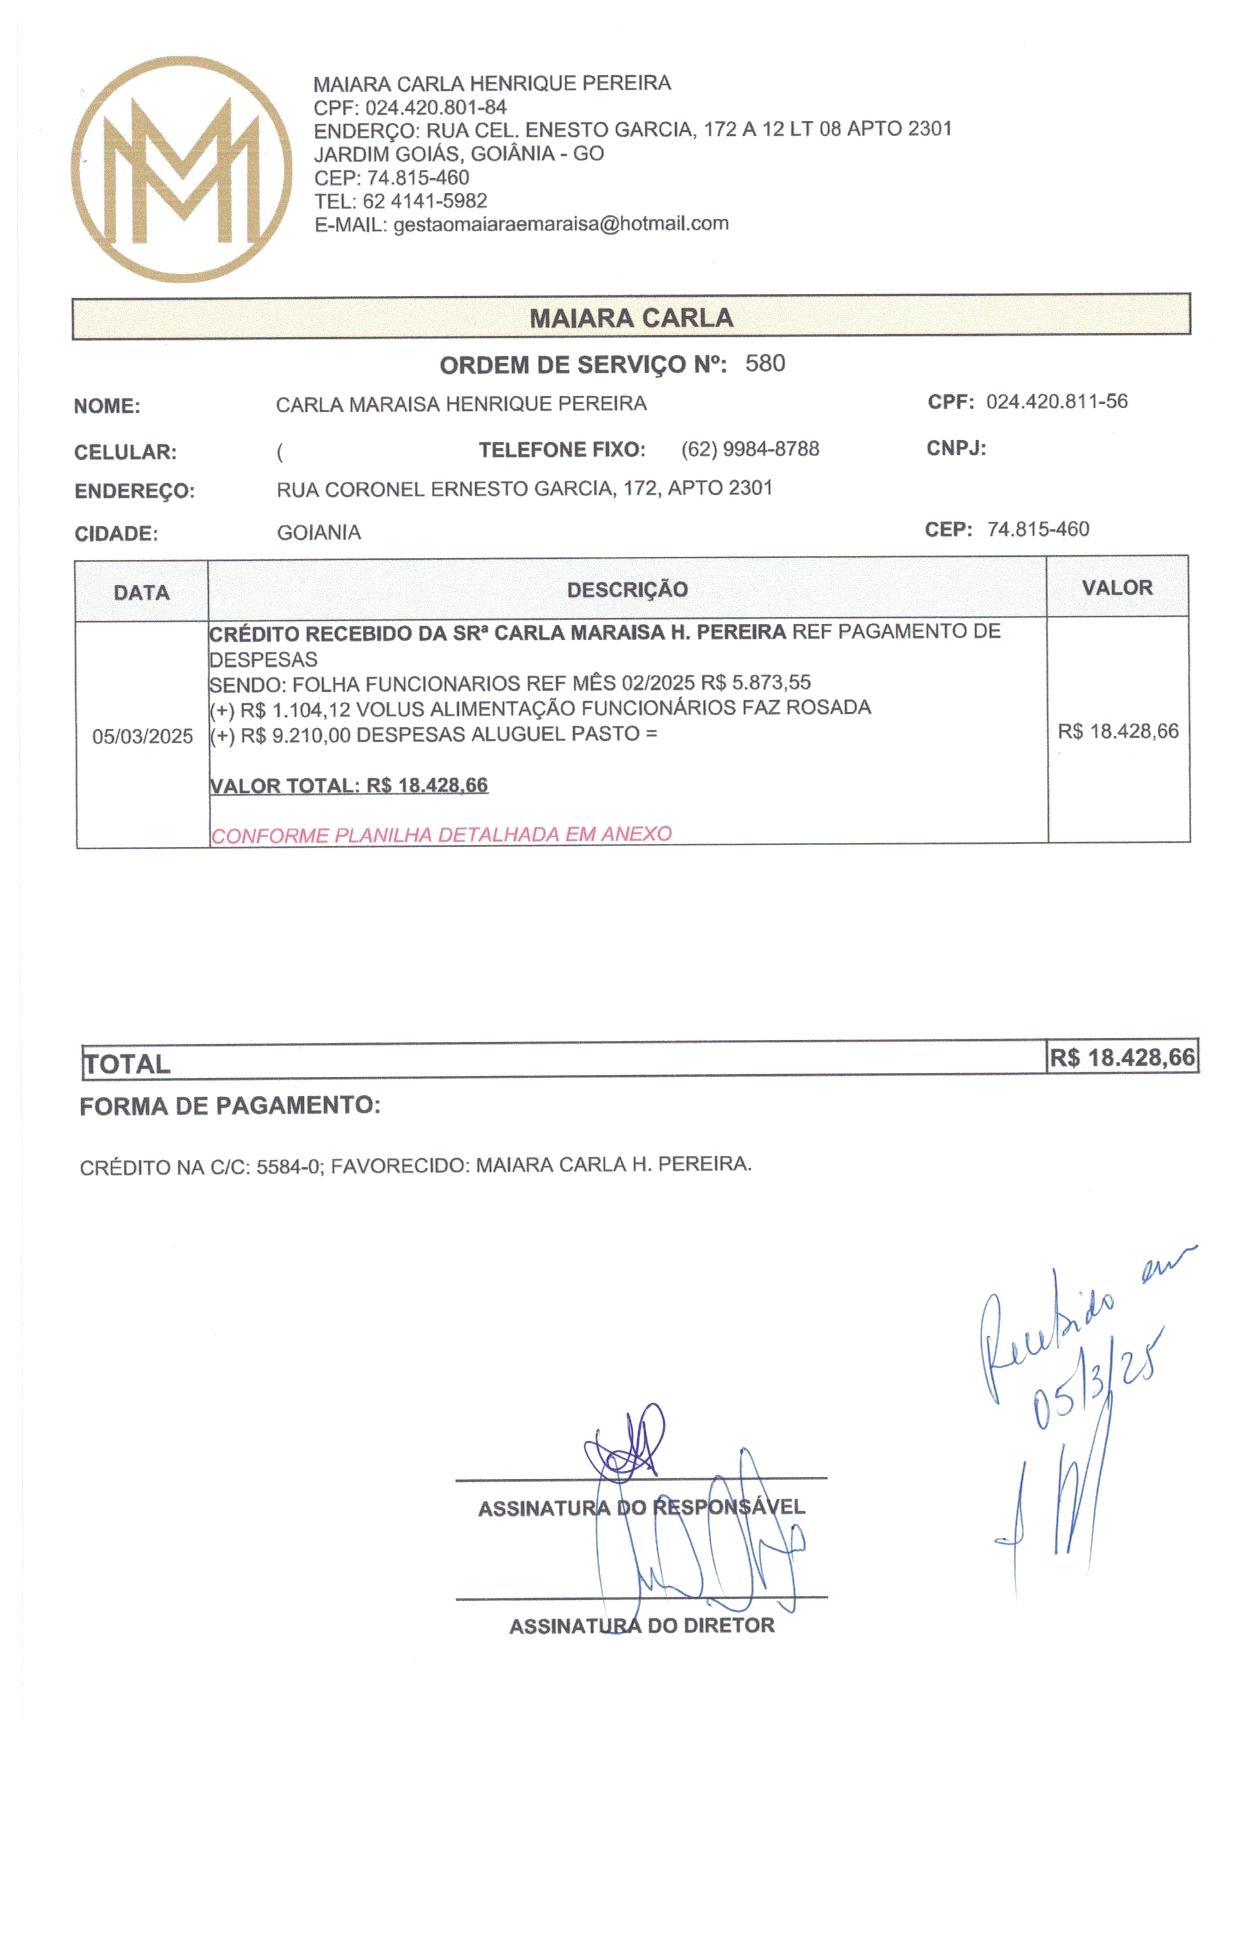 MM
MAIARA CARLA HENRIQUE PEREIRA
CPF: 024.420.801-84
ENDERÇO: RUA CEL. ENESTO GARCIA, 172 A 12 LT 08 APTO 2301
JARDIM GOIÁS, GOIÂNIA - GO
CEP: 74.815-460
TEL: 62 4141-5982
E-MAIL: gestaomaiaraemaraisa@hotmail.com
MAIARA CARLA
ORDEM DE SERVIÇO Nº: 580
NOME: CARLA MARAISA HENRIQUE PEREIRA CPF: 024.420.811-56
CELULAR: ( TELEFONE FIXO: (62) 9984-8788 CNPJ:
ENDEREÇO: RUA CORONEL ERNESTO GARCIA, 172, APTO 2301
CIDADE: GOIANIA CEP: 74.815-460
DATA DESCRIÇÃO VALOR
CRÉDITO RECEBIDO DA SRª CARLA MARAISA H. PEREIRA REF PAGAMENTO DE
DESPESAS
SENDO: FOLHA FUNCIONARIOS REF MÊS 02/2025 R$ 5.873,55
(+) R$ 1.104,12 VOLUS ALIMENTAÇÃO FUNCIONÁRIOS FAZ ROSADA
05/03/2025 (+) R$ 9.210,00 DESPESAS ALUGUEL PASTO = R$ 18.428,66
VALOR TOTAL: R$ 18.428,66
CONFORME PLANILHA DETALHADA EM ANEXO
TOTAL R$ 18.428,66
FORMA DE PAGAMENTO:
CRÉDITO NA C/C: 5584-0; FAVORECIDO: MAIARA CARLA H. PEREIRA.
Recebido em
05/3/25
ASSINATURA DO RESPONSÁVEL
ASSINATURA DO DIRETOR